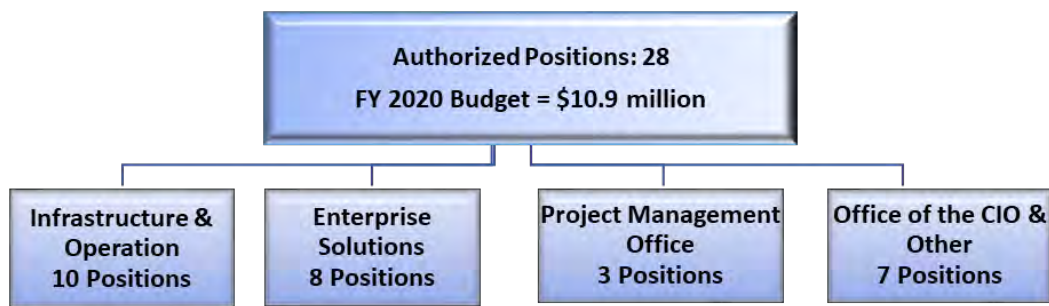 Authorized Positions: 28
FY 2020 Budget = $10.9 million
Infrastructure &
Operation
10 Positions
Enterprise
Solutions
8 Positions
Project Management
Office
3 Positions
Office of the CIO &
Other
7 Positions